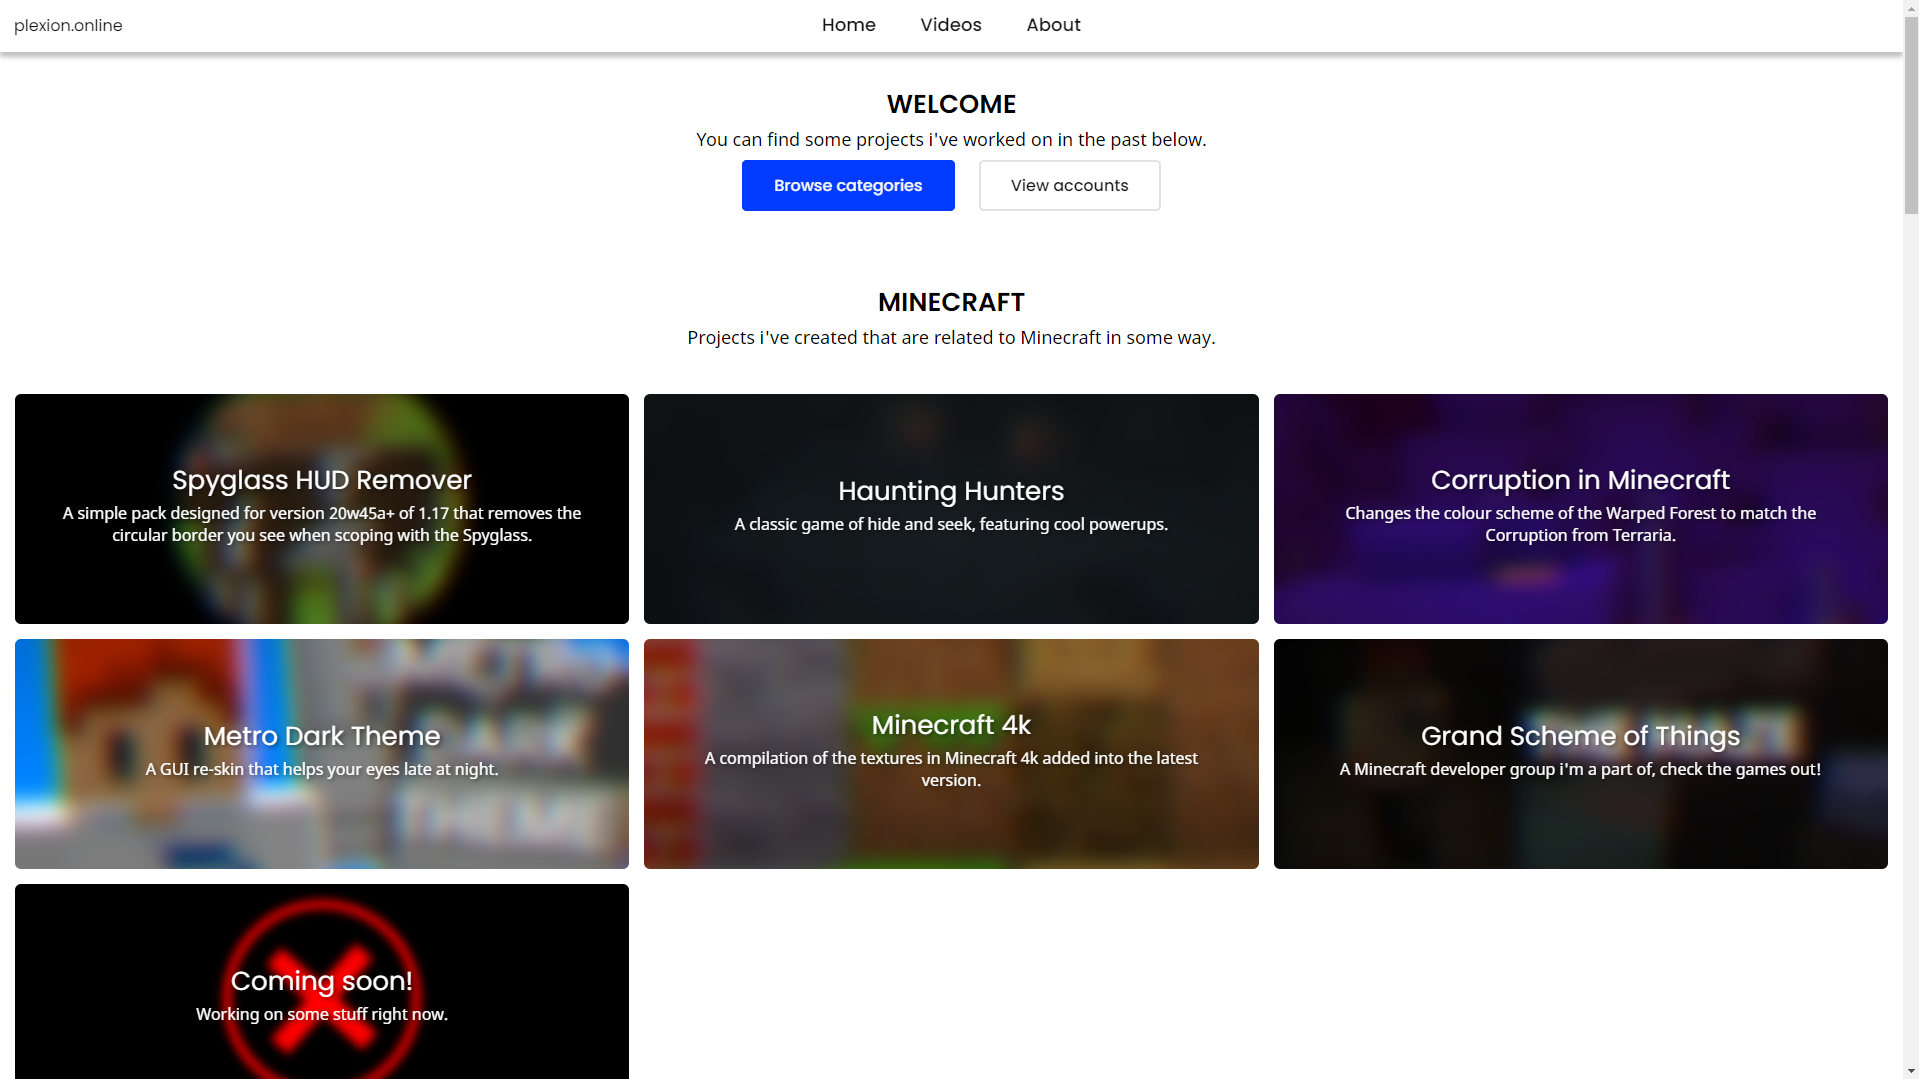 plexion.online
Home Videos About
WELCOME
You can find some projects i've worked on in the past below.
Browse categories View accounts
MINECRAFT
Projects i've created that are related to Minecraft in some way.
Spyglass HUD Remover
A simple pack designed for version 20w45a+ of 1.17 that removes the
circular border you see when scoping with the Spyglass.
Haunting Hunters
A classic game of hide and seek, featuring cool powerups.
Corruption in Minecraft
Changes the colour scheme of the Warped Forest to match the
Corruption from Terraria.
Metro Dark Theme
A GUI re-skin that helps your eyes late at night.
DARK
THEME
Minecraft 4k
A compilation of the textures in Minecraft 4k added into the latest
version.
Grand Scheme of Things
A Minecraft developer group i'm a part of, check the games out!
Coming soon!
Working on some stuff right now.